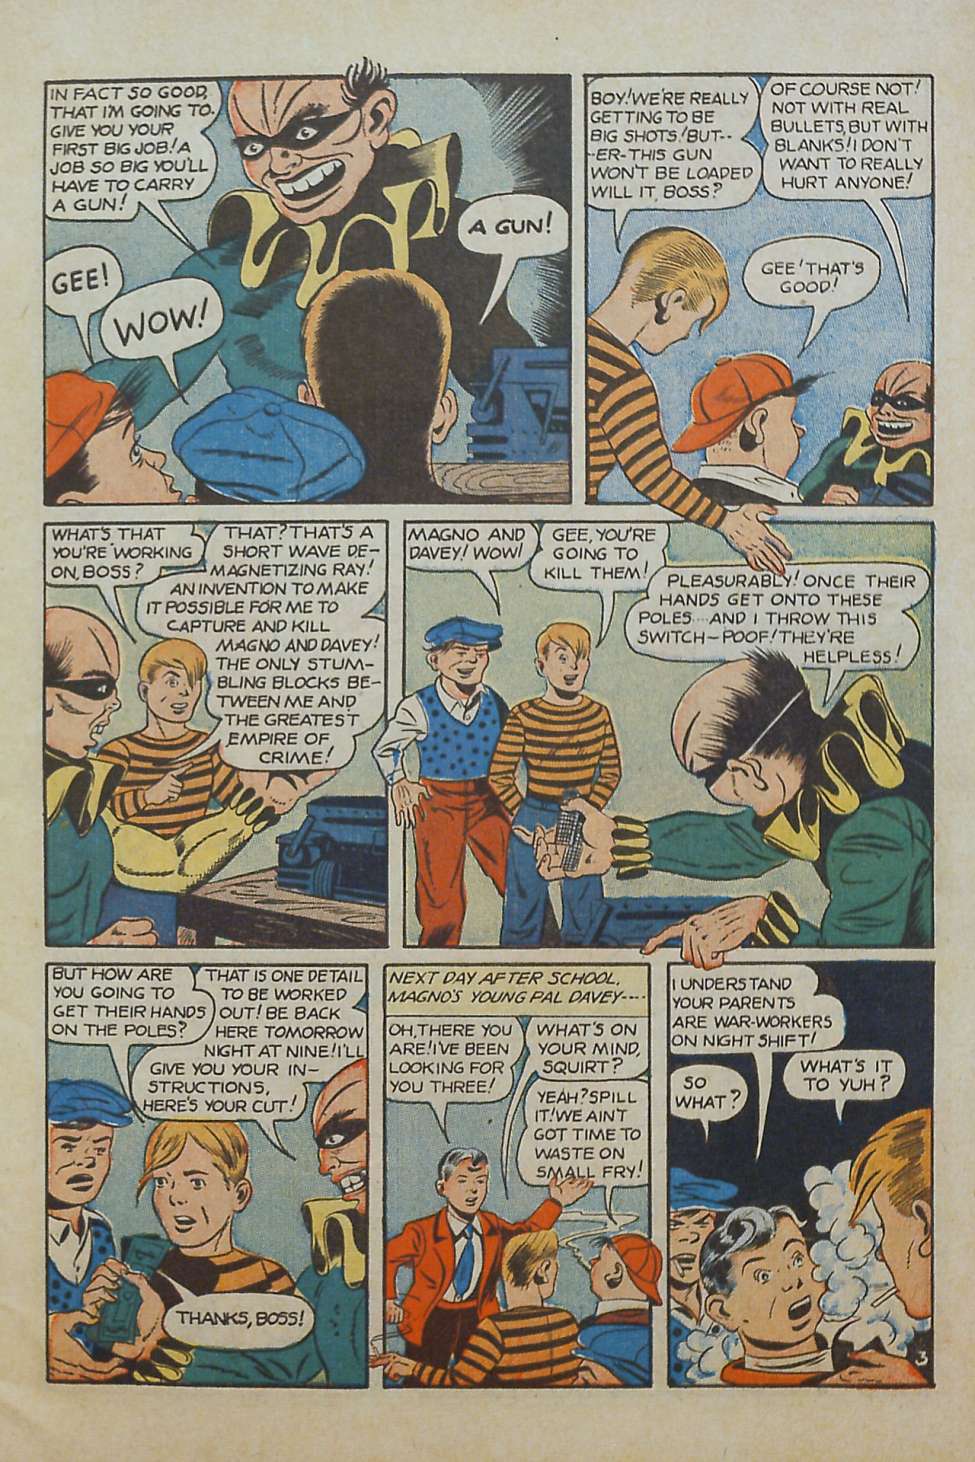 IN FACT SO GOOD,
THAT I'M GOING TO
GIVE YOU YOUR
FIRST BIG JOB! A
JOB SO BIG YOU'LL
HAVE TO CARRY
A GUN!
GEE!
WOW!
A GUN!
BOY! WE'RE REALLY
GETTING TO BE
BIG SHOTS! BUT--
-ER-THIS GUN
WON'T BE LOADED
WILL IT, BOSS?
OF COURSE NOT!
NOT WITH REAL
BULLETS, BUT WITH
BLANKS! I DON'T
WANT TO REALLY
HURT ANYONE!
GEE! THAT'S
GOOD!
WHAT'S THAT
YOU'RE WORKING
ON, BOSS?
THAT? THAT'S A
SHORT WAVE DE-
MAGNETIZING RAY!
AN INVENTION TO MAKE
IT POSSIBLE FOR ME TO
CAPTURE AND KILL
MAGNO AND DAVEY!
THE ONLY STUM-
BLING BLOCKS BE-
TWEEN ME AND
THE GREATEST
EMPIRE OF
CRIME!
MAGNO AND
DAVEY! WOW!
GEE, YOU'RE
GOING TO
KILL THEM!
PLEASURABLY! ONCE THEIR
HANDS GET ONTO THESE
POLES....AND I THROW THIS
SWITCH-POOF! THEY'RE
HELPLESS!
BUT HOW ARE
YOU GOING TO
GET THEIR HANDS
ON THE POLES?
THAT IS ONE DETAIL
TO BE WORKED
OUT! BE BACK
HERE TOMORROW
NIGHT AT NINE! I'LL
GIVE YOU YOUR IN-
STRUCTIONS,
HERE'S YOUR CUT!
THANKS, BOSS!
NEXT DAY AFTER SCHOOL,
MAGNO'S YOUNG PAL DAVEY----
OH, THERE YOU
ARE! I'VE BEEN
LOOKING FOR
YOU THREE!
WHAT'S ON
YOUR MIND,
SQUIRT?
YEAH? SPILL
IT! WE AIN'T
GOT TIME TO
WASTE ON
SMALL FRY!
I UNDERSTAND
YOUR PARENTS
ARE WAR-WORKERS
ON NIGHT SHIFT!
SO
WHAT?
WHAT'S IT
TO YUH?
3